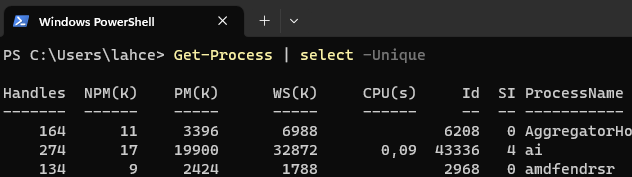 Windows PowerShell
PS C:\Users\lahce> Get-Process | select -Unique
Handles NPM(K) PM(K) WS(K) CPU(s) Id SI ProcessName
------- ------ ----- ----- ------ -- -- -----------
164 11 3396 6988 6208 0 AggregatorHo
274 17 19900 32872 0,09 43336 4 ai
134 9 2424 1788 2968 0 amdfendrsr